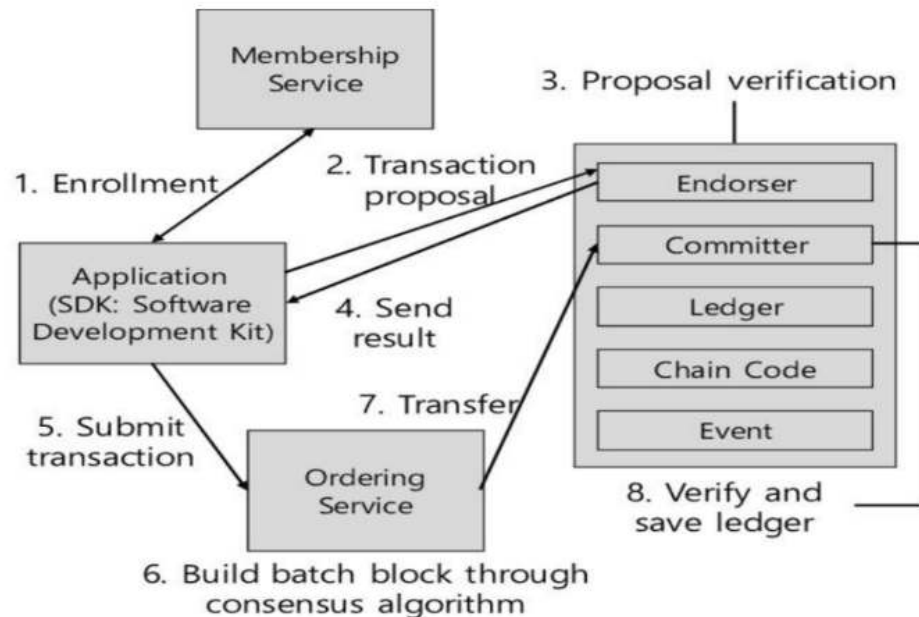 Membership
Service
3. Proposal verification
1. Enrollment
2. Transaction
proposal
Endorser
Committer
Application
(SDK: Software
Development Kit)
4. Send
result
Ledger
Chain Code
7. Transfer
Event
5. Submit
transaction
Ordering
Service
8. Verify and
save ledger
6. Build batch block through
consensus algorithm